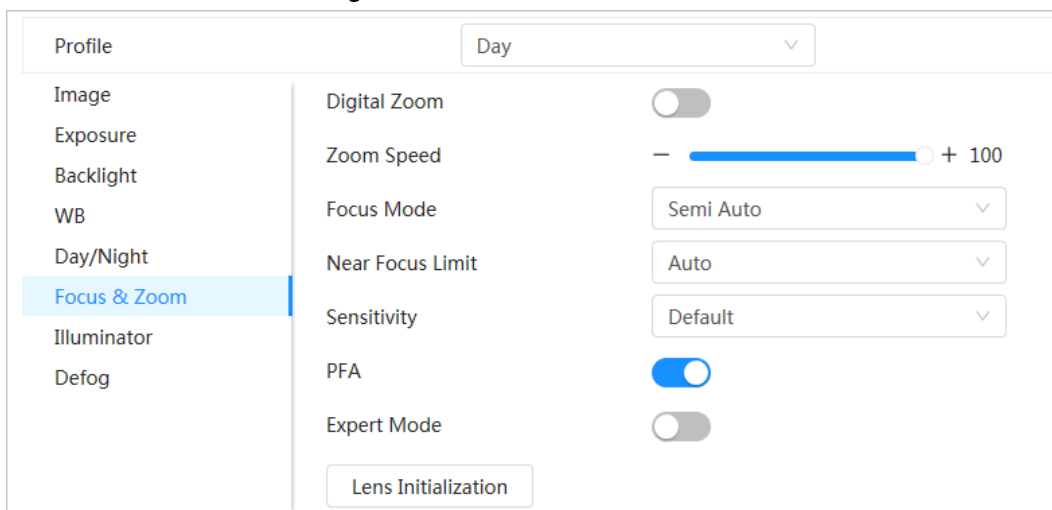 Profile Day
Image
Exposure
Backlight
WB
Day/Night
Focus & Zoom
Illuminator
Defog
Digital Zoom
Zoom Speed − + 100
Focus Mode Semi Auto
Near Focus Limit Auto
Sensitivity Default
PFA
Expert Mode
Lens Initialization